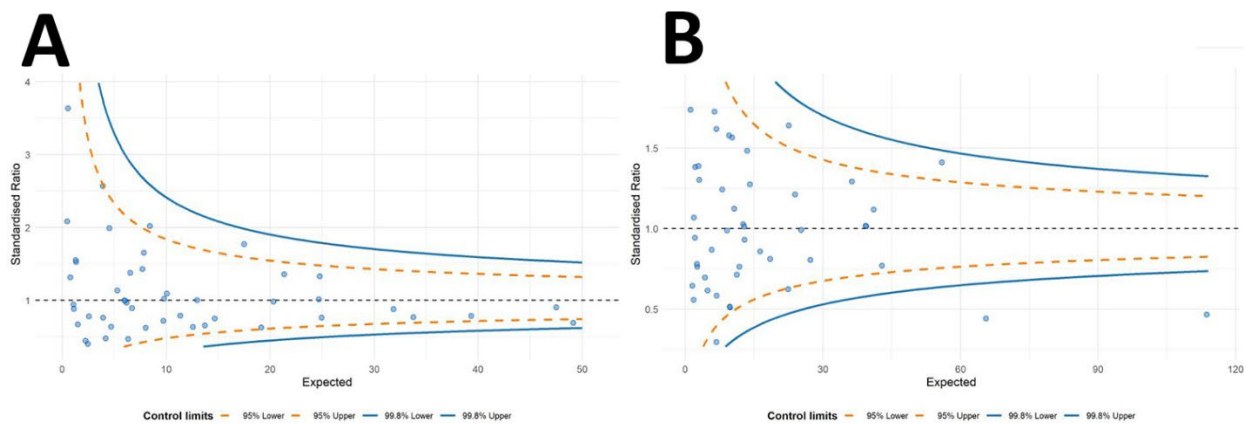 A
4
3
2
1
0
Standardised Ratio
0 10 20 30 40 50
Expected
Control limits 95% Lower 95% Upper 99.8% Lower 99.8% Upper
B
1.5
1.0
0.5
Standardised Ratio
0 30 60 90 120
Expected
Control limits 95% Lower 95% Upper 99.8% Lower 99.8% Upper